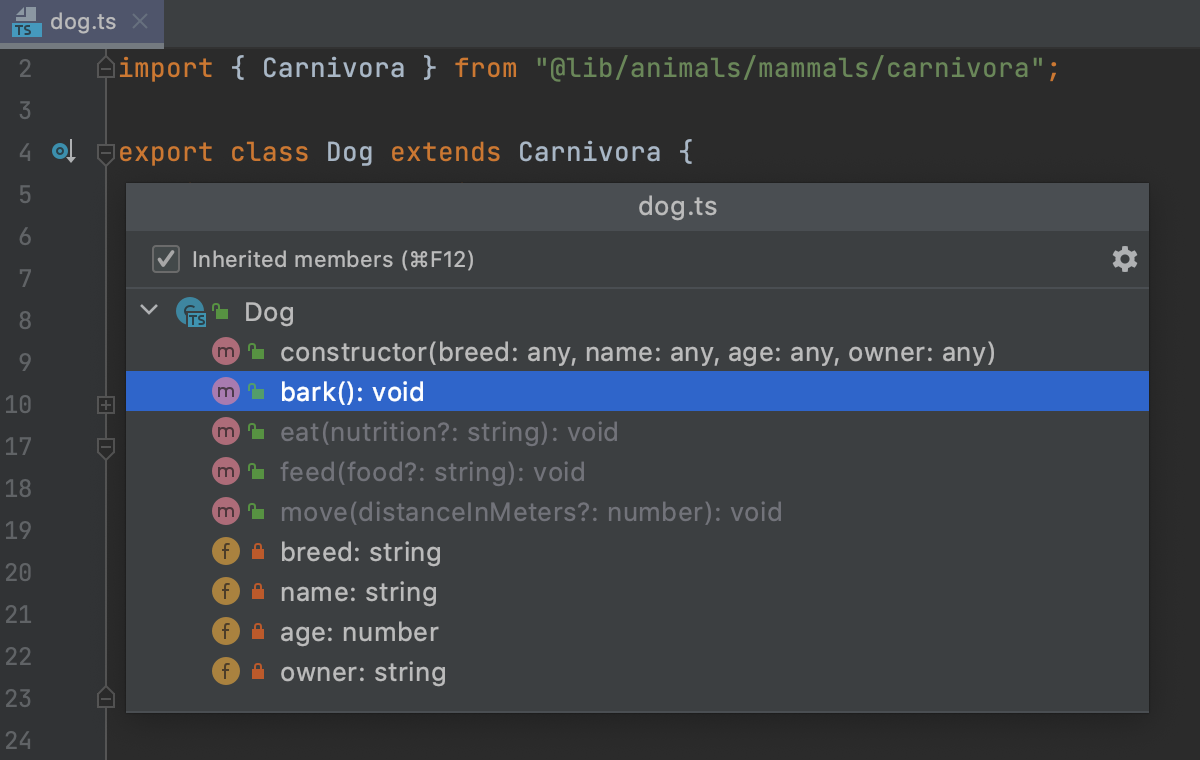 dog.ts
2 import { Carnivora } from "@lib/animals/mammals/carnivora";
3
4 export class Dog extends Carnivora {
5
dog.ts
6
Inherited members (⌘F12)
7
8 C TS Dog
9 m constructor(breed: any, name: any, age: any, owner: any)
10 m bark(): void
17 m eat(nutrition?: string): void
18 m feed(food?: string): void
19 m move(distanceInMeters?: number): void
f breed: string
20
f name: string
21
f age: number
22
f owner: string
23
24